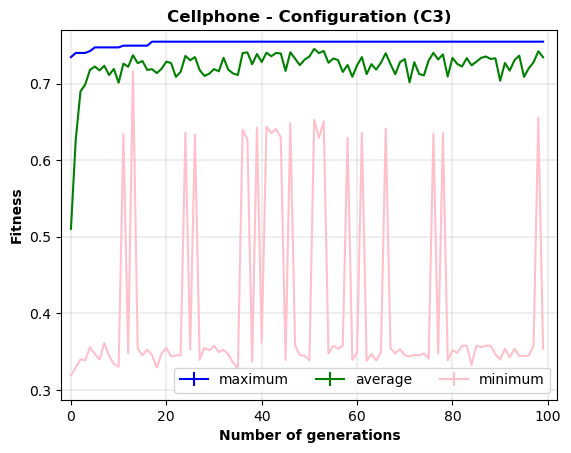 Cellphone - Configuration (C3)
Fitness
0.7
0.6
0.5
0.4
0.3
maximum average minimum
0 20 40 60 80 100
Number of generations